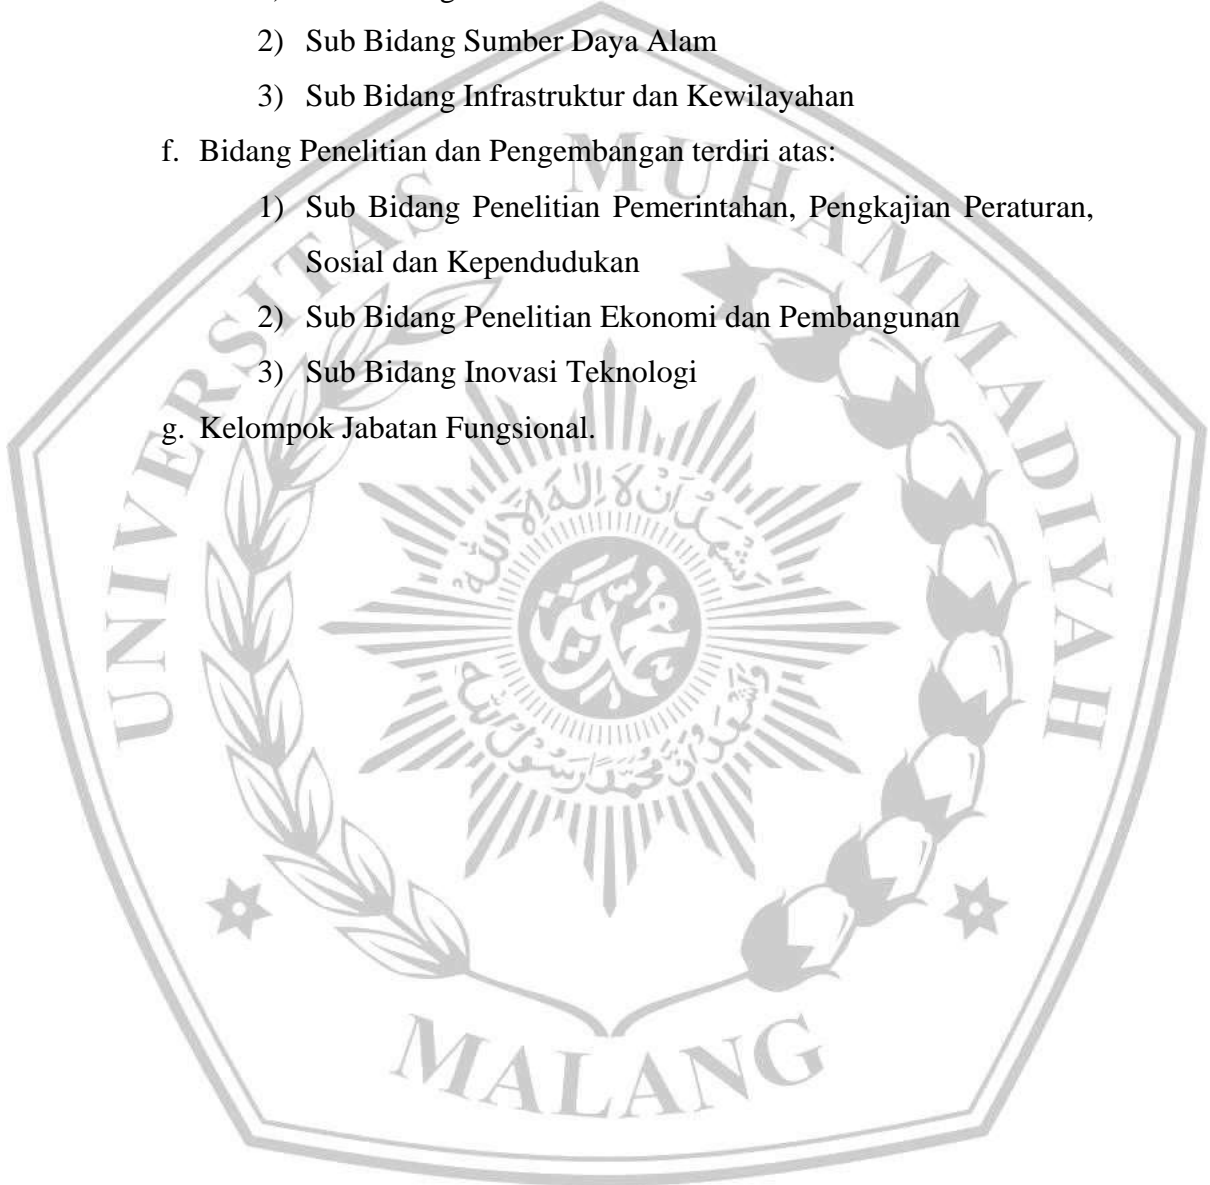 2) Sub Bidang Sumber Daya Alam
3) Sub Bidang Infrastruktur dan Kewilayahan
f. Bidang Penelitian dan Pengembangan terdiri atas:
1) Sub Bidang Penelitian Pemerintahan, Pengkajian Peraturan,
Sosial dan Kependudukan
2) Sub Bidang Penelitian Ekonomi dan Pembangunan
3) Sub Bidang Inovasi Teknologi
g. Kelompok Jabatan Fungsional.
UNIVERSITAS MUHAMMADIYAH
MALANG